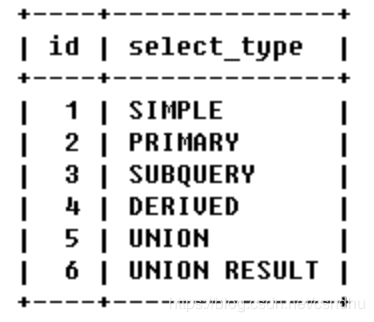 +----+--------------+
| id | select_type |
+----+--------------+
| 1 | SIMPLE |
| 2 | PRIMARY |
| 3 | SUBQUERY |
| 4 | DERIVED |
| 5 | UNION |
| 6 | UNION RESULT |
+----+--------------+